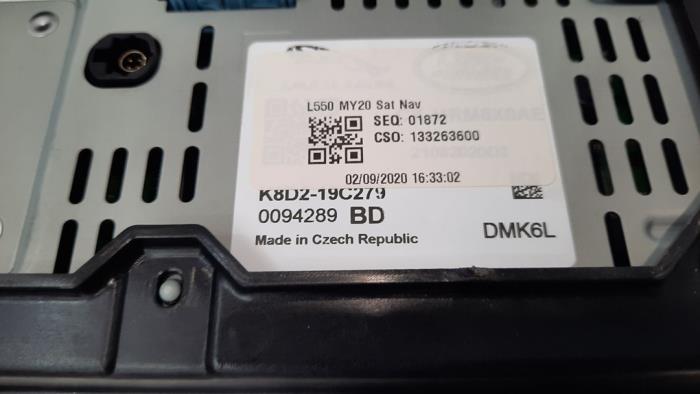 L550 MY20 Sat Nav
SEQ: 01872
CSO: 133263600
02/09/2020 16:33:02
K8D2-19C279
0094289 BD
Made in Czech Republic
DMK6L